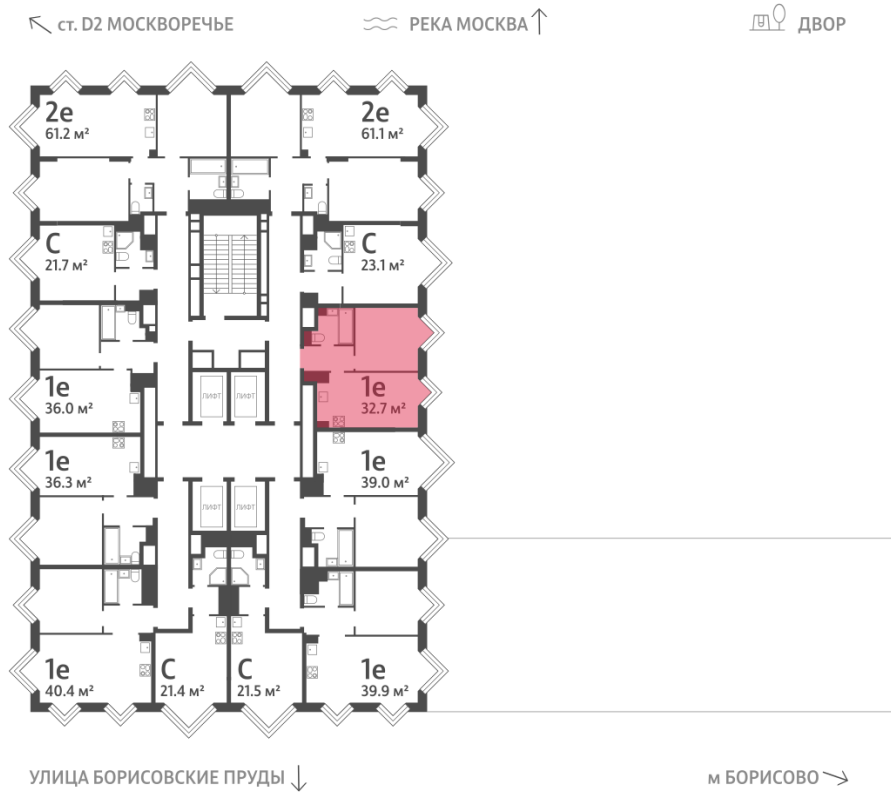 ст. D2 МОСКВОРЕЧЬЕ
РЕКА МОСКВА
ДВОР
2е
61.2 м²
2е
61.1 м²
С
21.7 м²
С
23.1 м²
1е
36.0 м²
ЛИФТ
ЛИФТ
1е
32.7 м²
1е
36.3 м²
1е
39.0 м²
ЛИФТ
ЛИФТ
1е
40.4 м²
С
21.4 м²
С
21.5 м²
1е
39.9 м²
УЛИЦА БОРИСОВСКИЕ ПРУДЫ
м БОРИСОВО